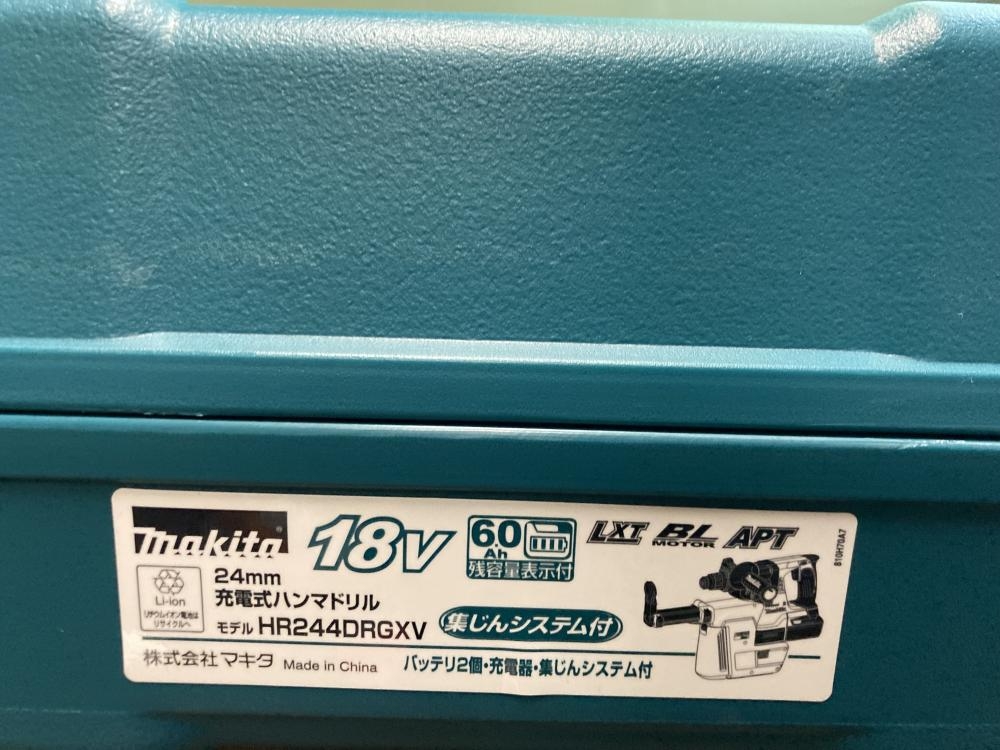 makita 18V 6.0 Ah 残容量表示付 LXT BL MOTOR APT
Li-ion
リチウムイオン電池は
リサイクルへ
24mm
充電式ハンマドリル
モデル HR244DRGXV 集じんシステム付
株式会社マキタ Made in China バッテリ2個・充電器・集じんシステム付